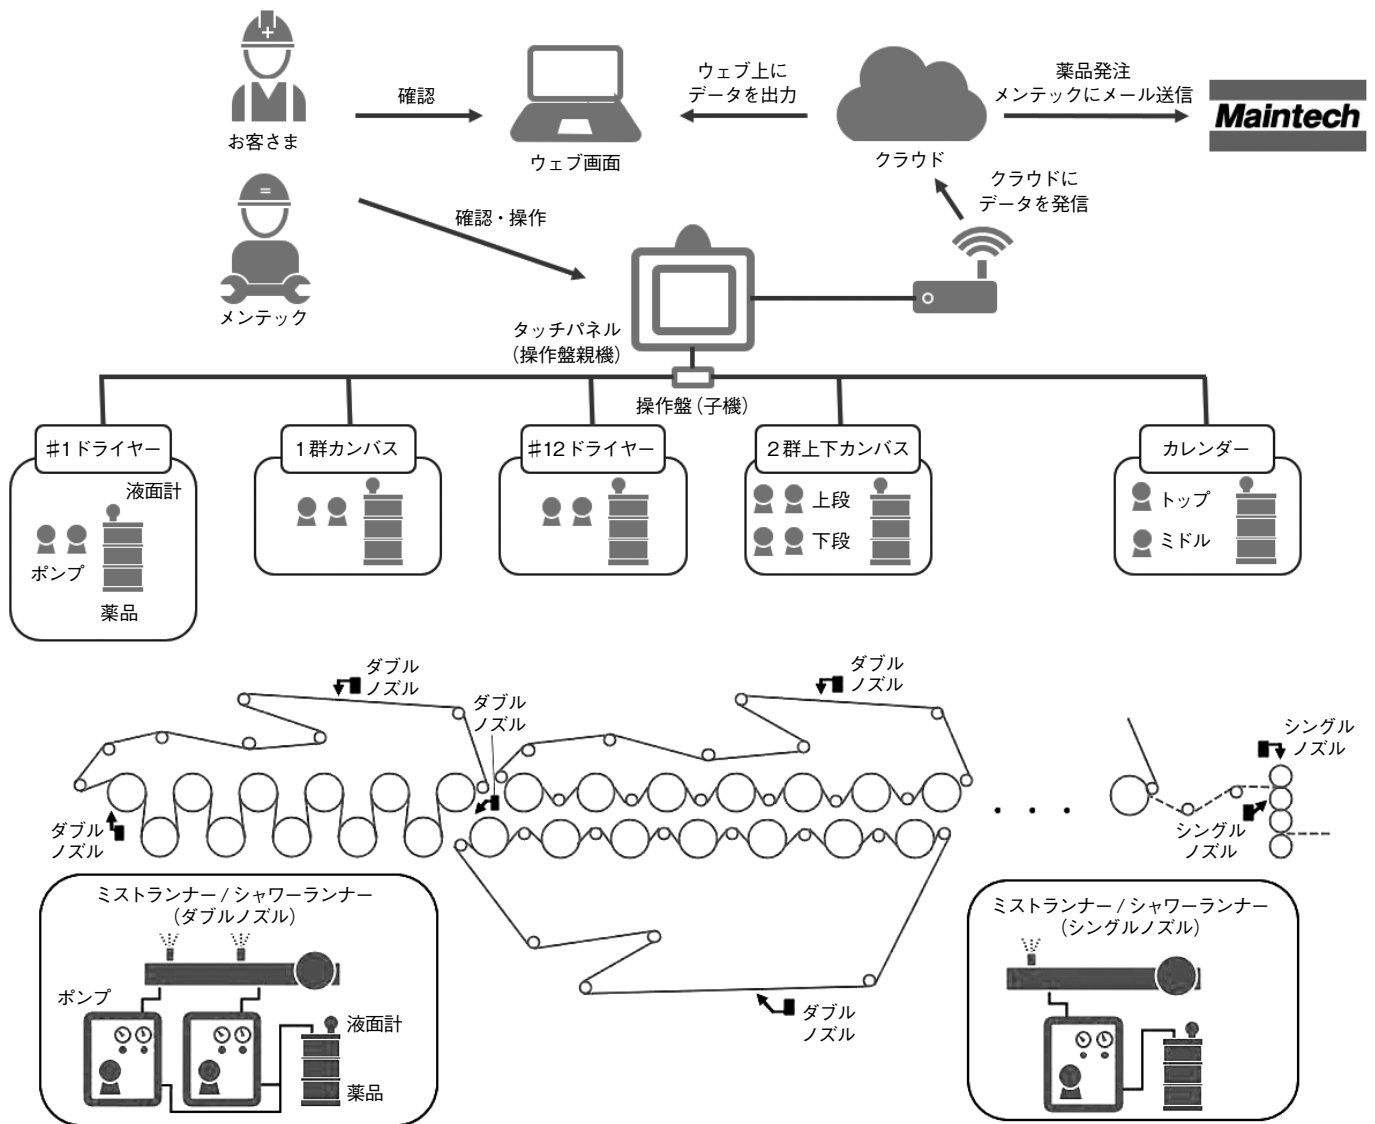 お客さま
確認
ウェブ画面
ウェブ上に
データを出力
クラウド
薬品発注
メンテックにメール送信
Maintech
クラウドに
データを発信
メンテック
確認・操作
タッチパネル
（操作盤親機）
操作盤（子機）
♯1ドライヤー
1群カンバス
♯12ドライヤー
2群上下カンバス
カレンダー
液面計
ポンプ
薬品
上段
下段
トップ
ミドル
ダブル
ノズル
ダブル
ノズル
ダブル
ノズル
シングル
ノズル
ダブル
ノズル
シングル
ノズル
ミストランナー / シャワーランナー
（ダブルノズル）
ポンプ
液面計
薬品
ダブル
ノズル
ミストランナー / シャワーランナー
（シングルノズル）